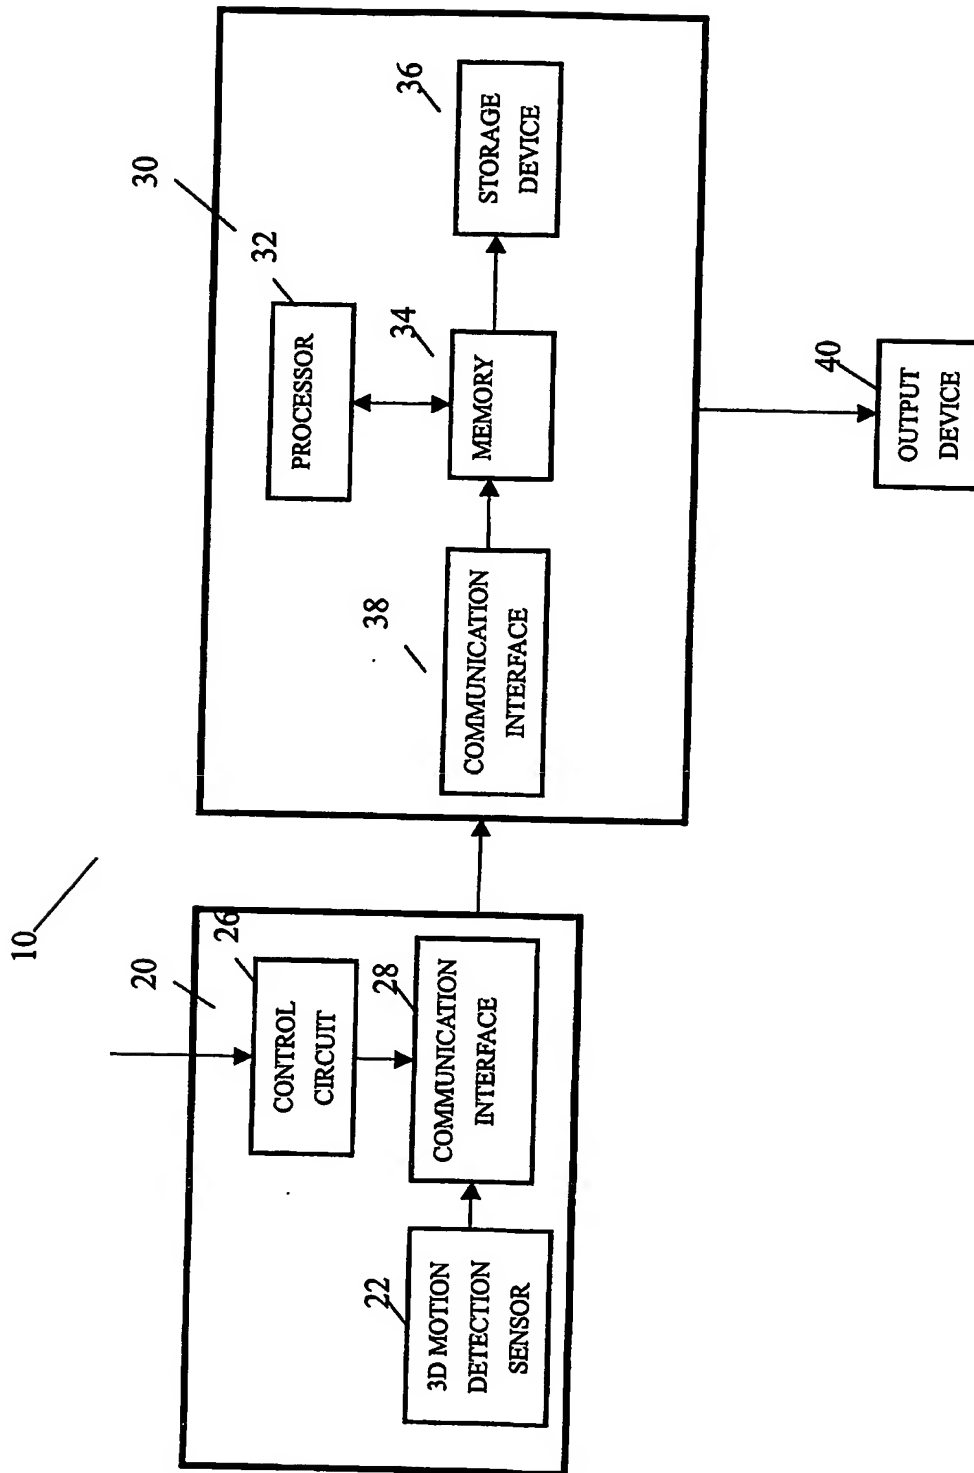 10
20
26
CONTROL
CIRCUIT
28
COMMUNICATION
INTERFACE
22
3D MOTION
DETECTION
SENSOR
30
32
PROCESSOR
34
MEMORY
36
STORAGE
DEVICE
38
COMMUNICATION
INTERFACE
40
OUTPUT
DEVICE